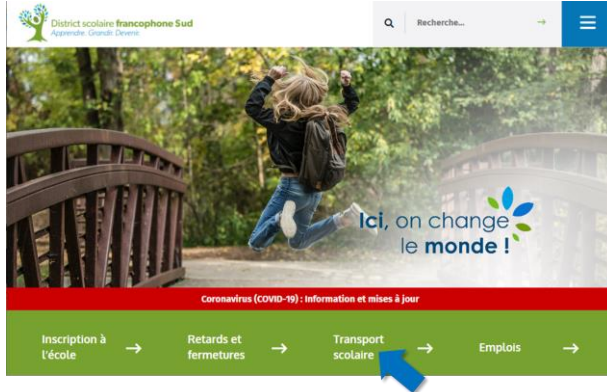 District scolaire francophone Sud
Apprendre. Grandir. Devenir.
Recherche...
Ici, on change
le monde !
Coronavirus (COVID-19) : Information et mises à jour
Inscription à
l'école
Retards et
fermetures
Transport
scolaire
Emplois